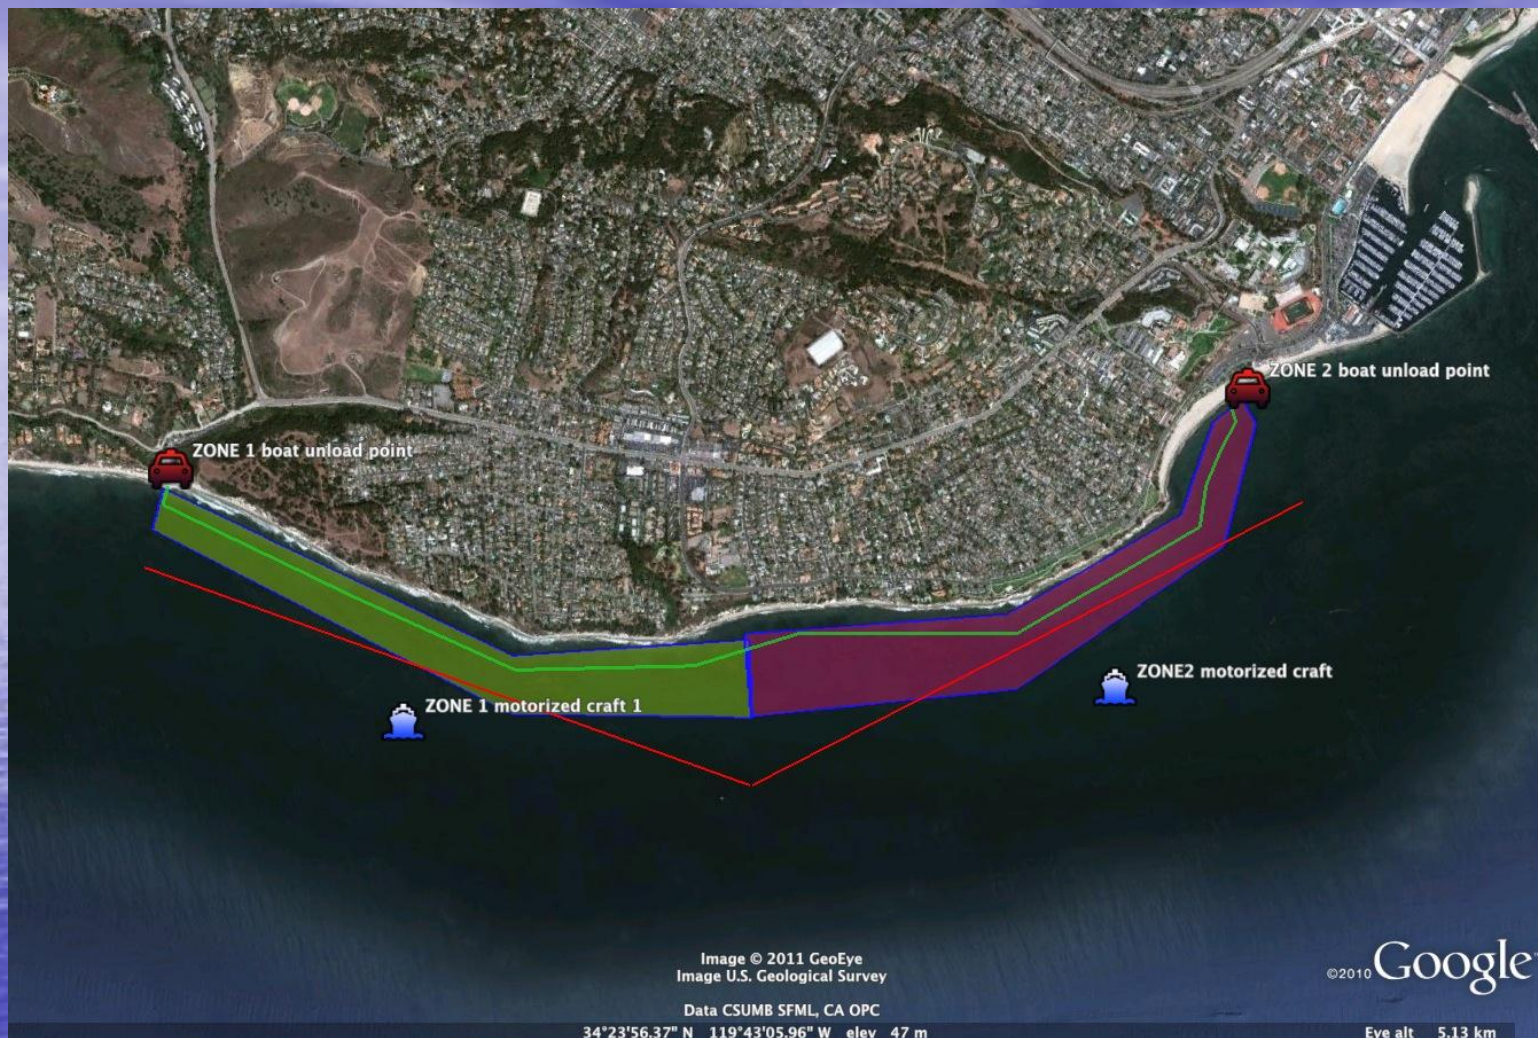 ZONE 2 boat unload point
ZONE 1 boat unload point
ZONE2 motorized craft
ZONE 1 motorized craft 1
Image © 2011 GeoEye
Image U.S. Geological Survey
©2010 Google
Data CSUMB SFML, CA OPC
34°23'56.37" N 119°43'05.96" W elev 47 m
Eye alt 5.13 km